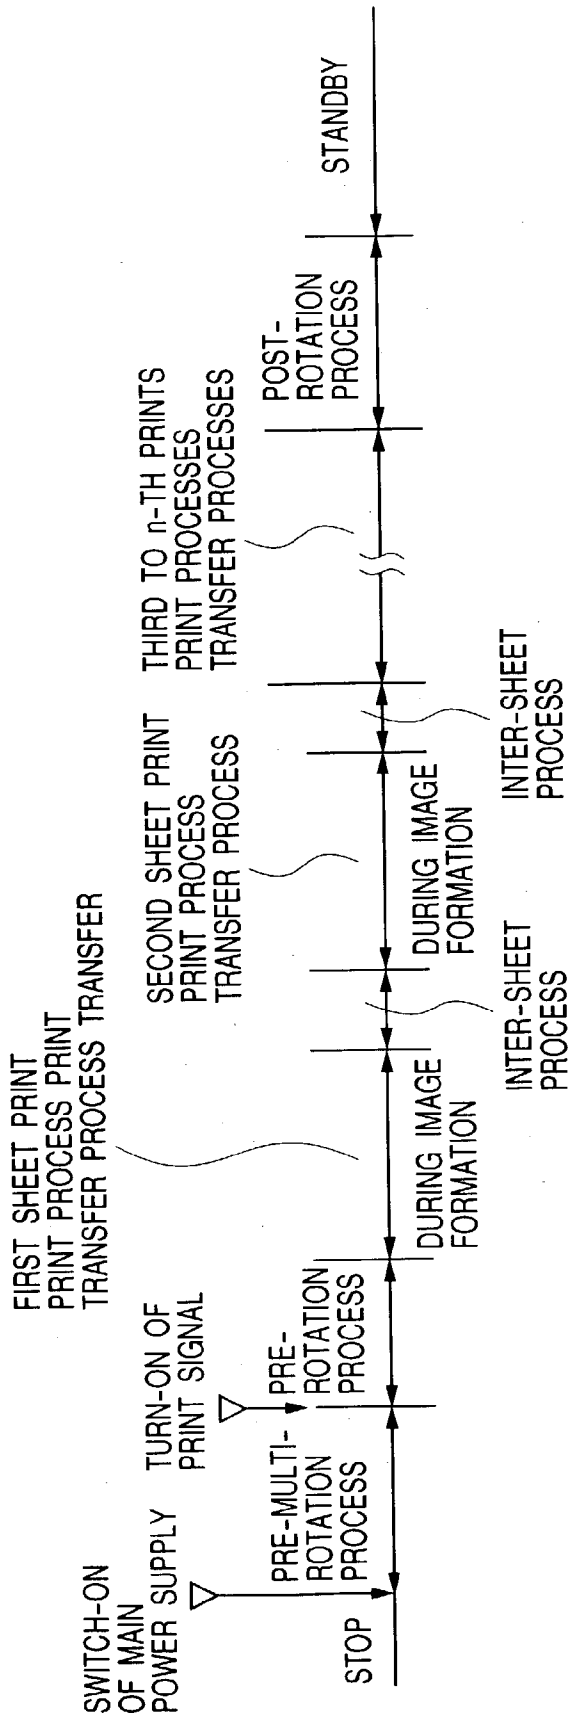 SWITCH-ON
OF MAIN
POWER SUPPLY
STOP
PRE-MULTI-
ROTATION
PROCESS
TURN-ON OF
PRINT SIGNAL
PRE-
ROTATION
PROCESS
FIRST SHEET PRINT
PRINT PROCESS PRINT
TRANSFER PROCESS TRANSFER
DURING IMAGE
FORMATION
INTER-SHEET
PROCESS
SECOND SHEET PRINT
PRINT PROCESS
TRANSFER PROCESS
DURING IMAGE
FORMATION
INTER-SHEET
PROCESS
THIRD TO n-TH PRINTS
PRINT PROCESSES
TRANSFER PROCESSES
POST-
ROTATION
PROCESS
STANDBY